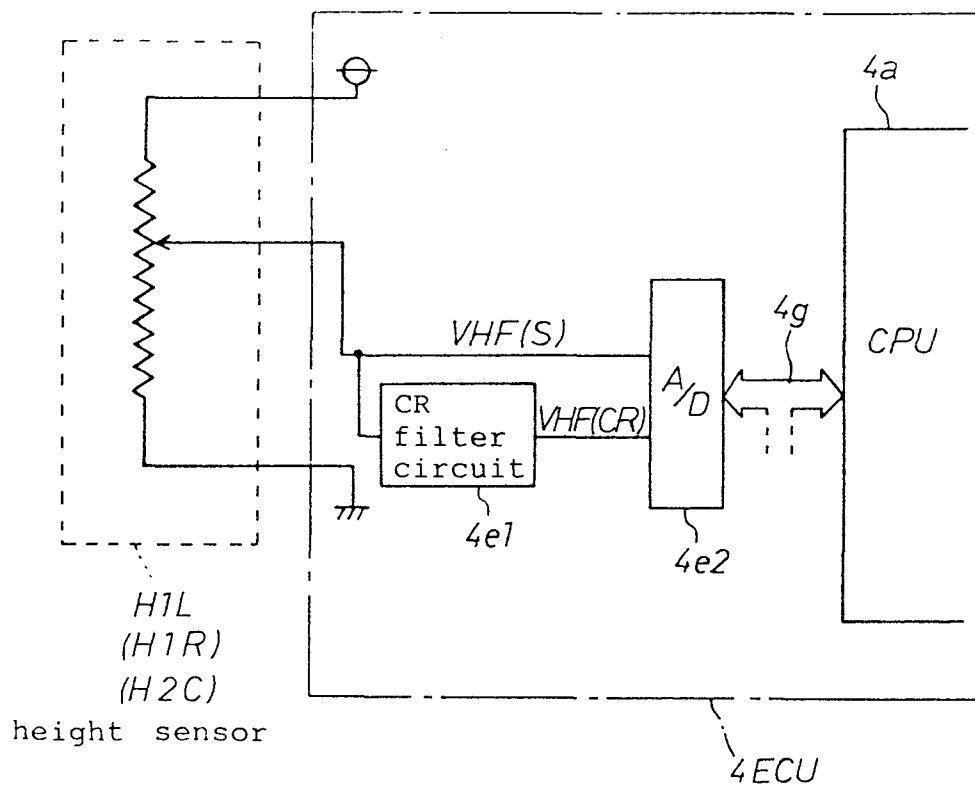 4a
VHF(S)
4g
CPU
A/D
CR
filter
circuit
VHF(CR)
4e1
4e2
H1L
(H1R)
(H2C)
height sensor
4ECU